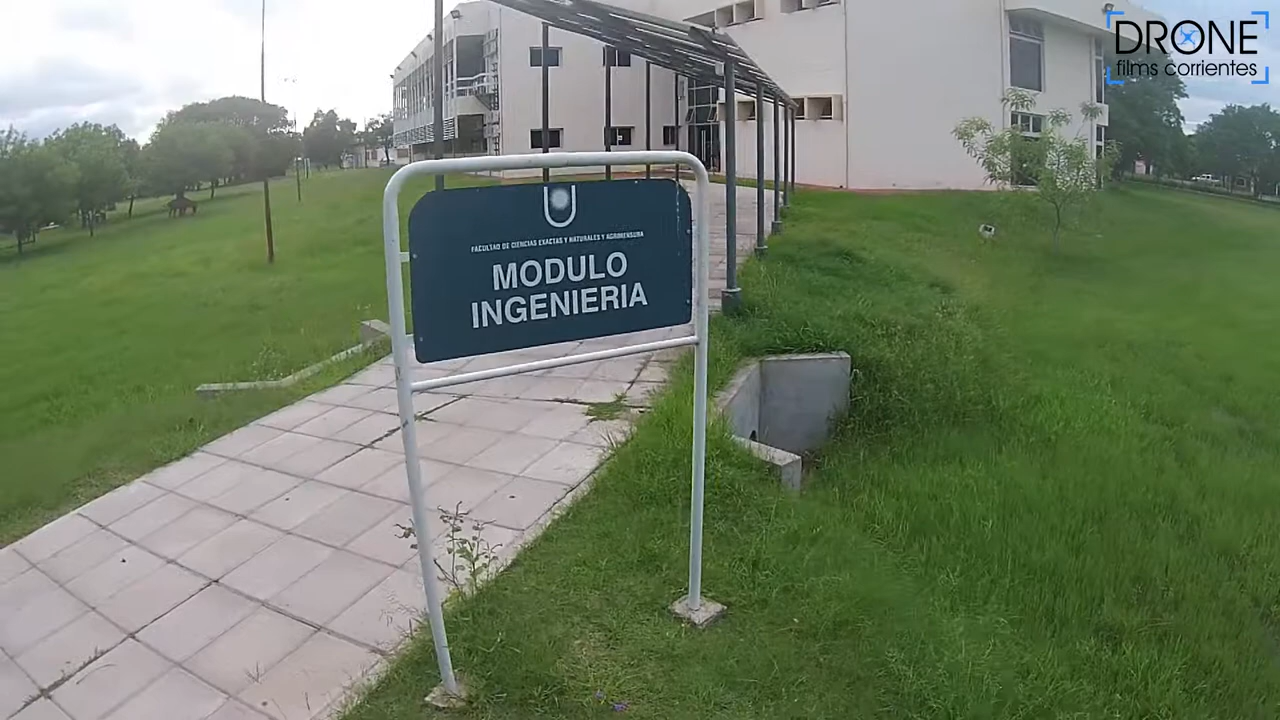 DRONE
films corrientes
FACULTAD DE CIENCIAS EXACTAS Y NATURALES Y AGRIMENSURA
MODULO
INGENIERIA